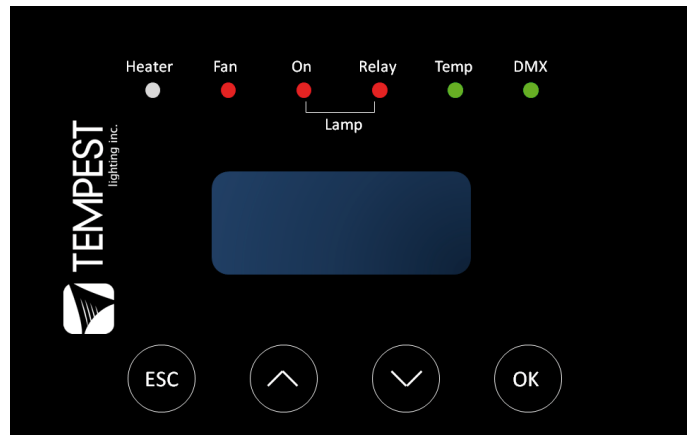 Heater Fan On Relay Temp DMX
Lamp
TEMPEST
lighting inc.
ESC OK